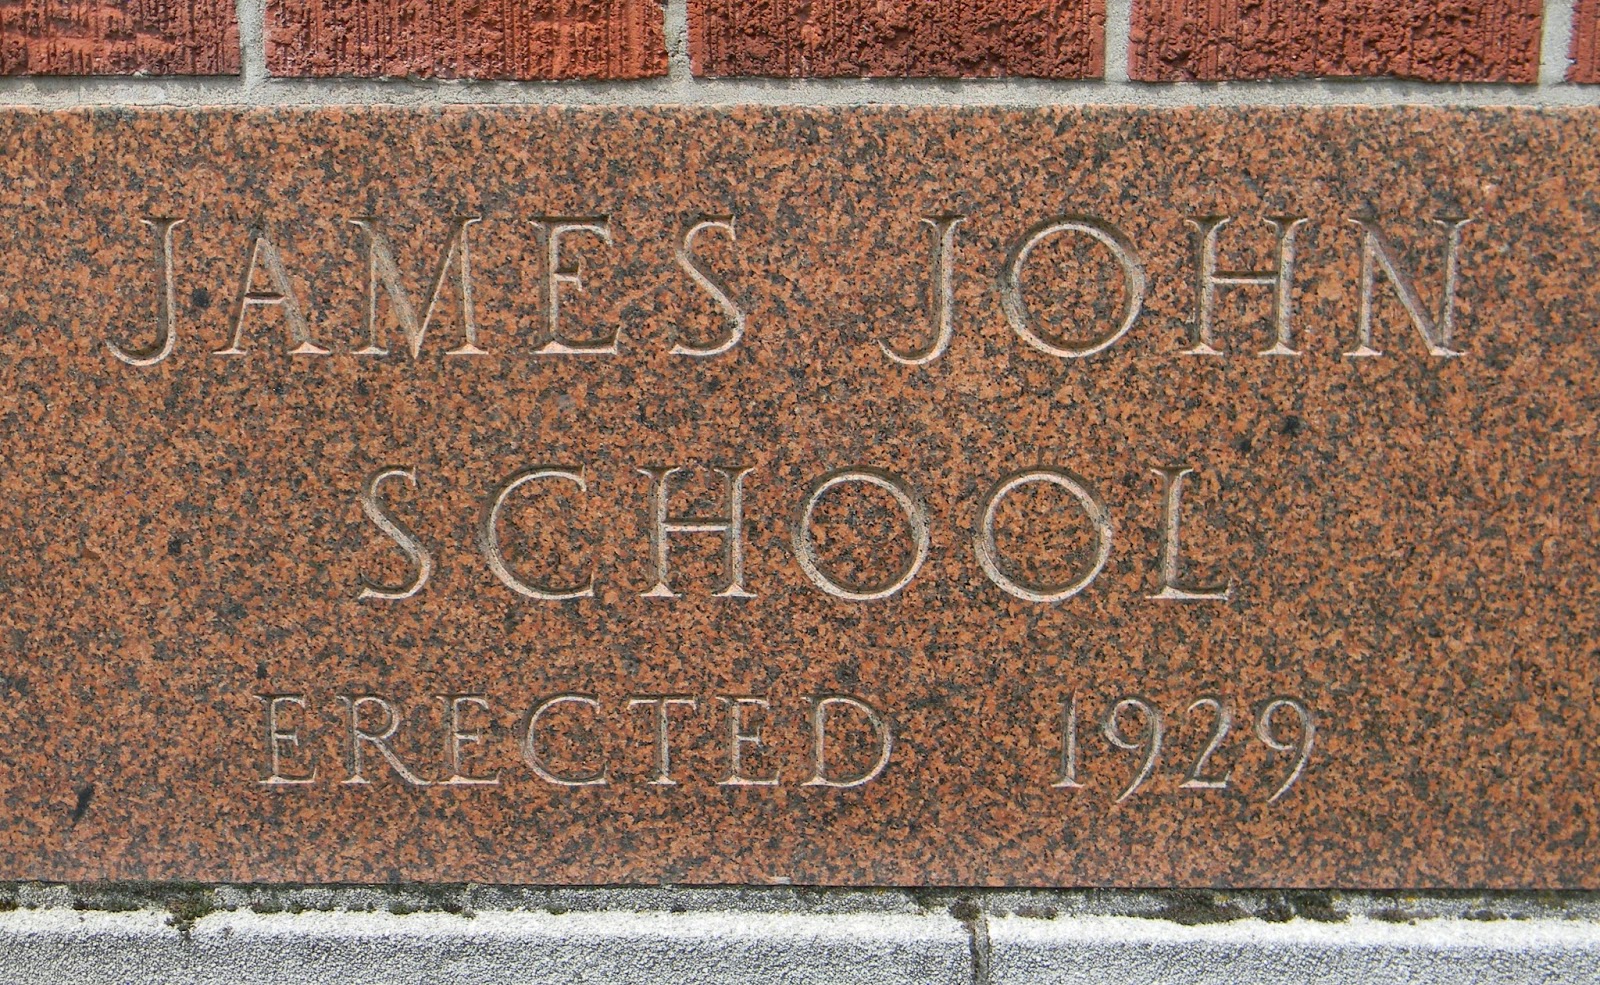 JAMES JOHN
SCHOOL
ERECTED 1929